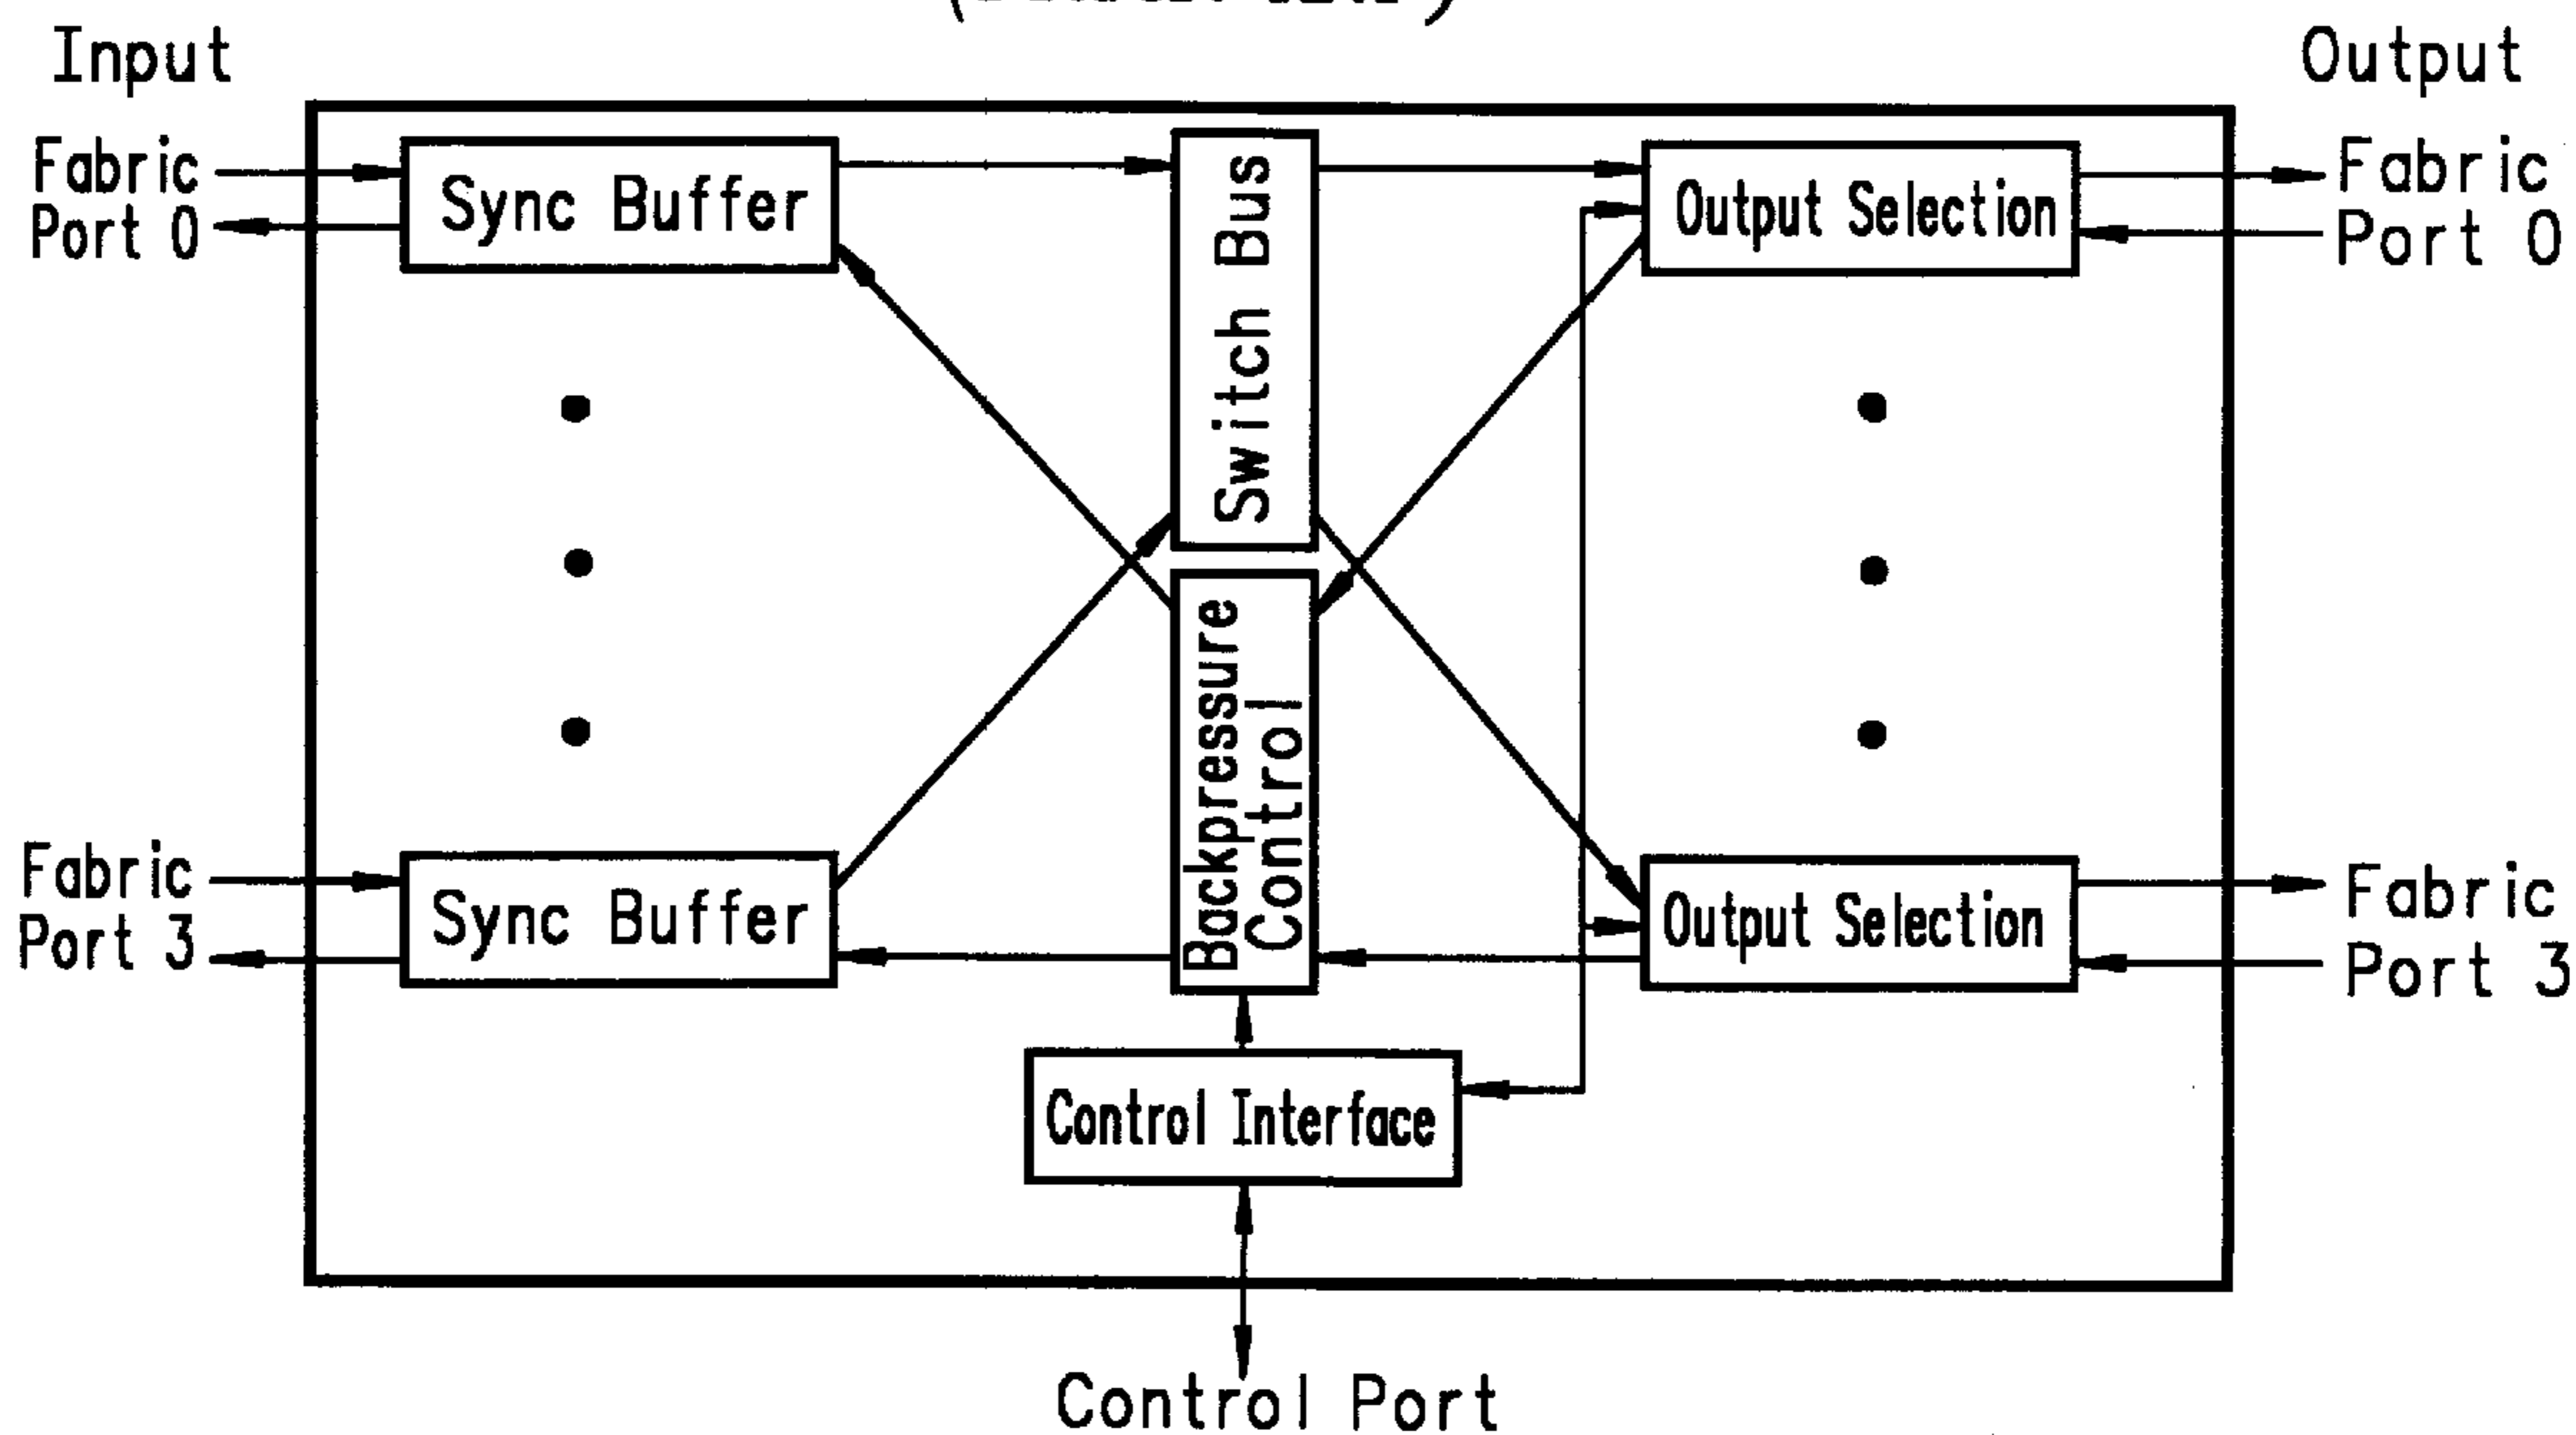 Input
Output
Fabric
Port 0
Sync Buffer
Switch Bus
Output Selection
Fabric
Port 0
Backpressure
Control
Fabric
Port 3
Sync Buffer
Output Selection
Fabric
Port 3
Control Interface
Control Port